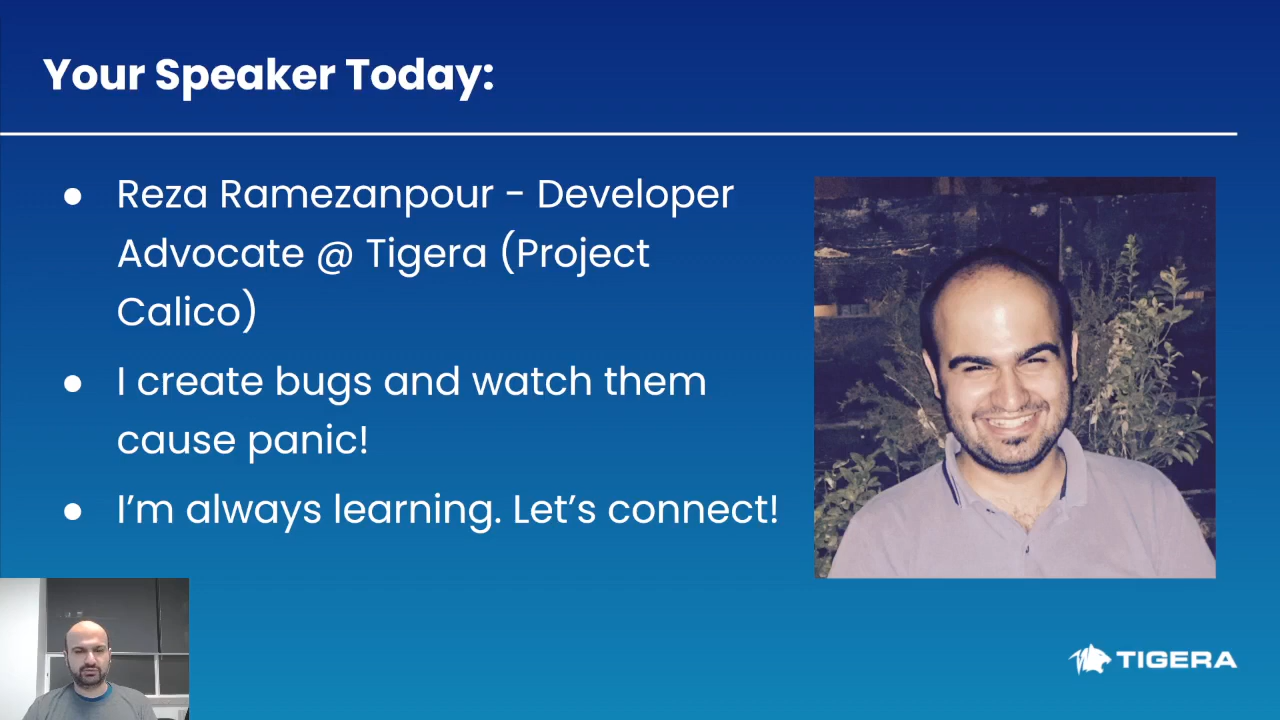 Your Speaker Today:
● Reza Ramezanpour - Developer
Advocate @ Tigera (Project
Calico)
● I create bugs and watch them
cause panic!
● I’m always learning. Let’s connect!
TIGERA